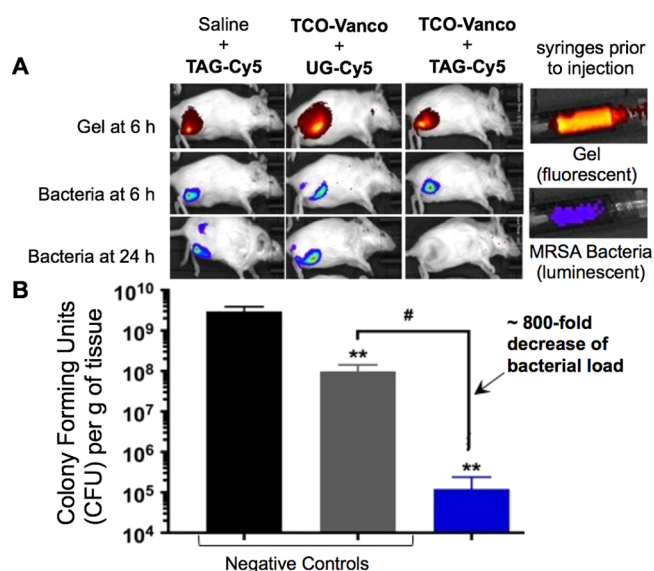 A
Saline
+
TAG-Cy5
TCO-Vanco
+
UG-Cy5
TCO-Vanco
+
TAG-Cy5
syringes prior
to injection
Gel at 6 h
Gel
(fluorescent)
Bacteria at 6 h
Bacteria at 24 h
MRSA Bacteria
(luminescent)
B
Colony Forming Units
(CFU) per g of tissue
10¹⁰
10⁹
10⁸
10⁷
10⁶
10⁵
10⁴
**
#
**
~ 800-fold
decrease of
bacterial load
Negative Controls